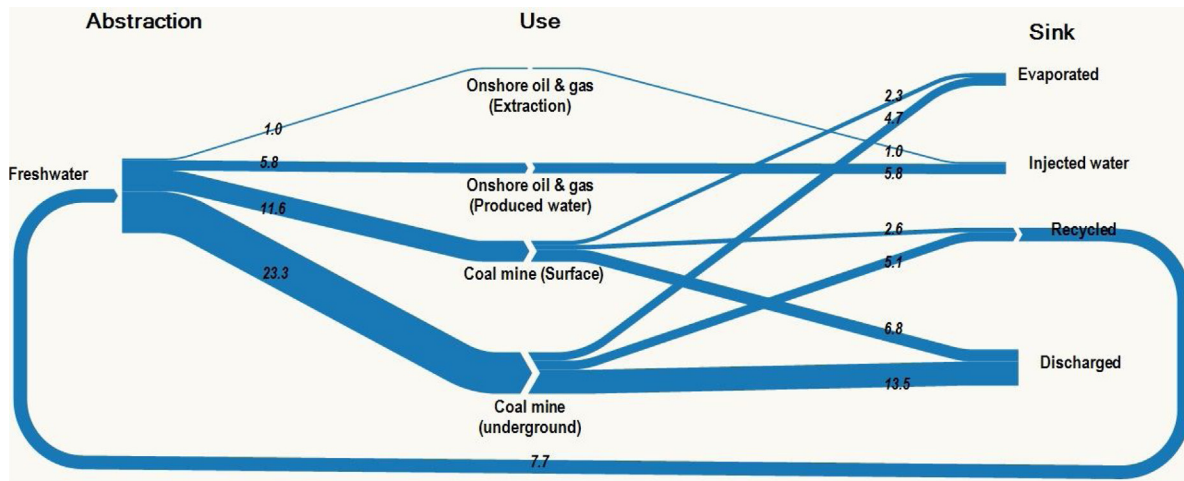 Abstraction
Use
Sink
Onshore oil & gas
(Extraction)
Evaporated
2.3
4.7
1.0
1.0
5.8
5.8
Freshwater
Injected water
Onshore oil & gas
(Produced water)
11.6
2.6
Recycled
5.1
Coal mine (Surface)
23.3
6.8
Discharged
13.5
Coal mine
(underground)
7.7